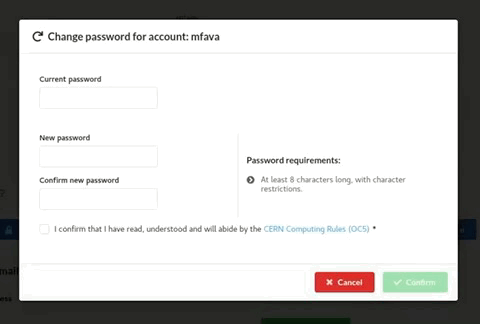 Change password for account: mfava
Current password
New password
Confirm new password
Password requirements:
At least 8 characters long, with character
restrictions.
I confirm that I have read, understood and will abide by the CERN Computing Rules (OC5) *
Cancel
Confirm